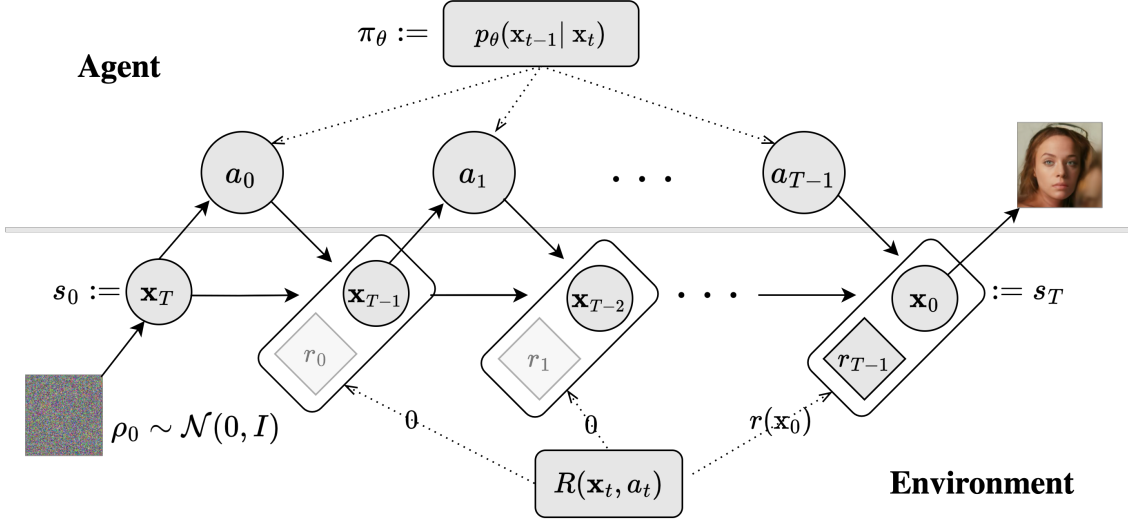 π_θ := p_θ(x_{t−1}| x_t)
Agent
a_0 a_1 · · · a_{T−1}
s_0 := x_T x_{T−1} x_{T−2} · · · x_0 := s_T
r_0 r_1 r_{T−1}
0 0 r(x_0)
ρ_0 ∼ 𝒩(0, I)
R(x_t, a_t)
Environment